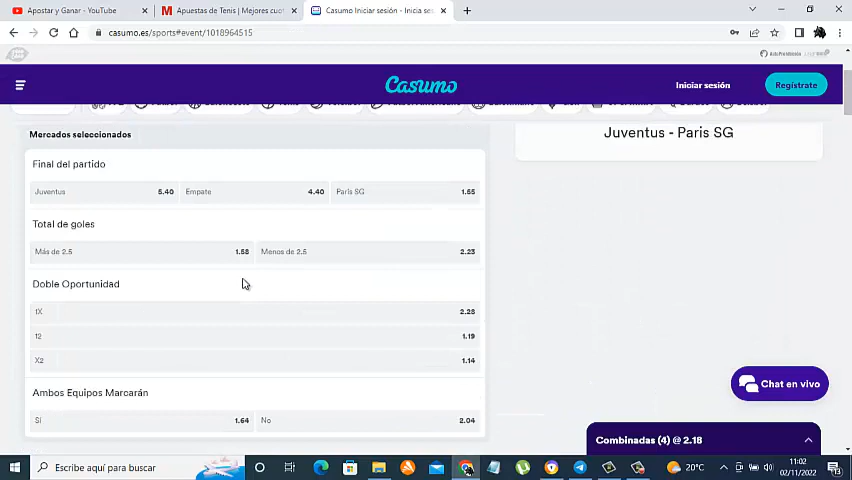 Apostar y Ganar - YouTube
Apuestas de Tenis | Mejores cuot
Casumo Iniciar sesión - Inicia se
casumo.es/sports#event/1018964515
Casumo
Iniciar sesión
Regístrate
Mercados seleccionados
Juventus - Paris SG
Final del partido
Juventus 5.40 Empate 4.40 Paris SG 1.55
Total de goles
Más de 2.5 1.58 Menos de 2.5 2.23
Doble Oportunidad
1X 2.28
12 1.19
X2 1.14
Ambos Equipos Marcarán
Sí 1.64 No 2.04
Chat en vivo
Combinadas (4) @ 2.18
Escribe aquí para buscar
20°C
11:02
02/11/2022
13